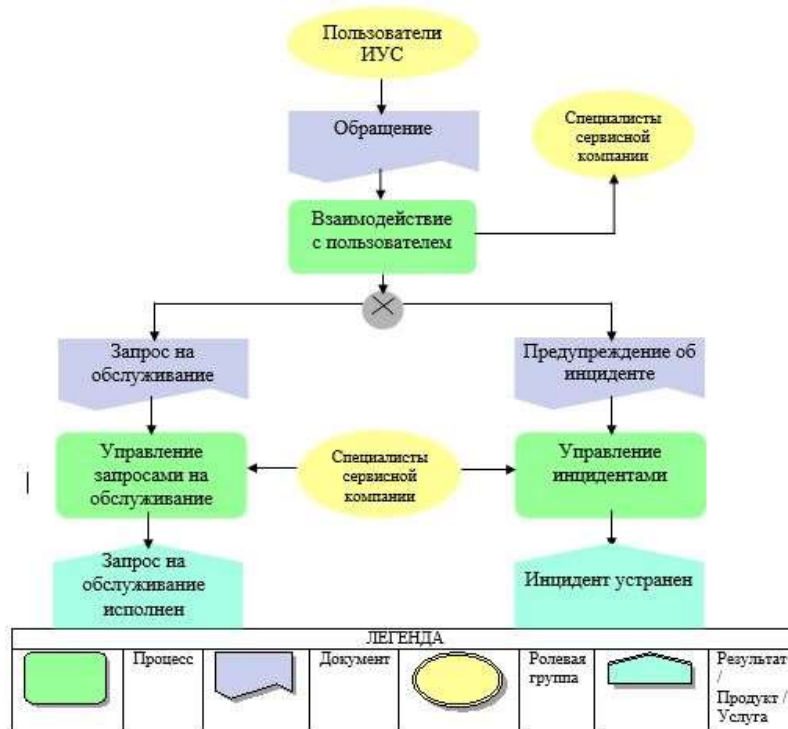 Пользователи
ИУС
Обращение
Специалисты
сервисной
компании
Взаимодействие
с пользователем
Запрос на
обслуживание
Предупреждение об
инциденте
Управление
запросами на
обслуживание
Специалисты
сервисной
компании
Управление
инцидентами
Запрос на
обслуживание
исполнен
Инцидент устранен
ЛЕГЕНДА
Процесс
Документ
Ролевая
группа
Результат
/
Продукт /
Услуга